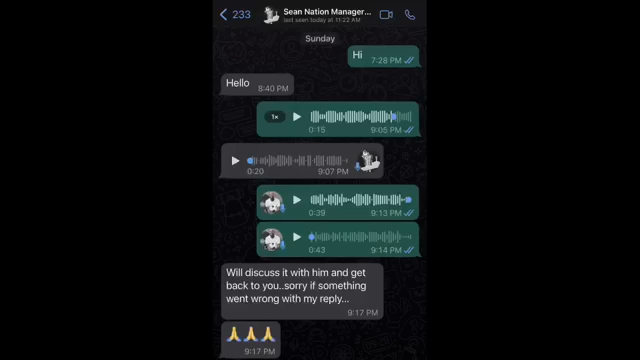 233
Sean Nation Manager...
last seen today at 11:22 AM
Sunday
Hi
7:28 PM
Hello
8:40 PM
1×
0:15 9:05 PM
0:20 9:07 PM
0:39 9:13 PM
0:43 9:14 PM
Will discuss it with him and get
back to you..sorry if something
went wrong with my reply...
9:17 PM
🙏🙏🙏
9:17 PM